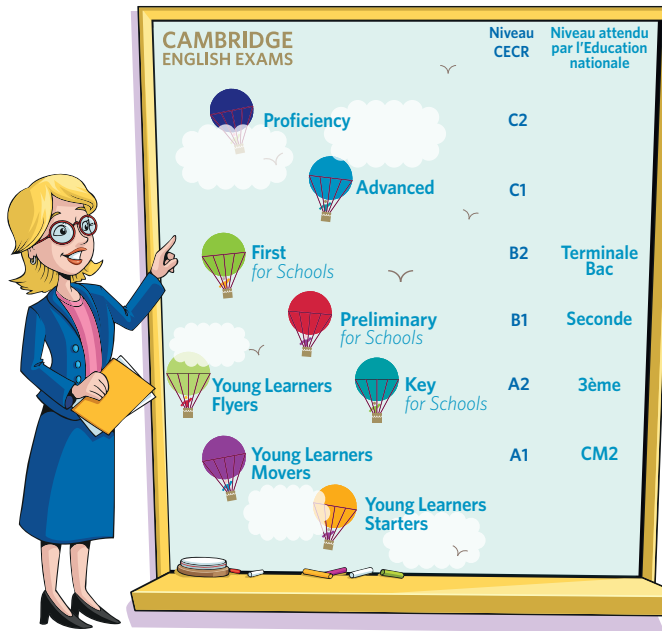 CAMBRIDGE
ENGLISH EXAMS
Niveau
CECR
Niveau attendu
par l'Education
nationale
Proficiency
C2
Advanced
C1
First
for Schools
B2
Terminale
Bac
Preliminary
for Schools
B1
Seconde
Young Learners
Flyers
Key
for Schools
A2
3ème
Young Learners
Movers
A1
CM2
Young Learners
Starters